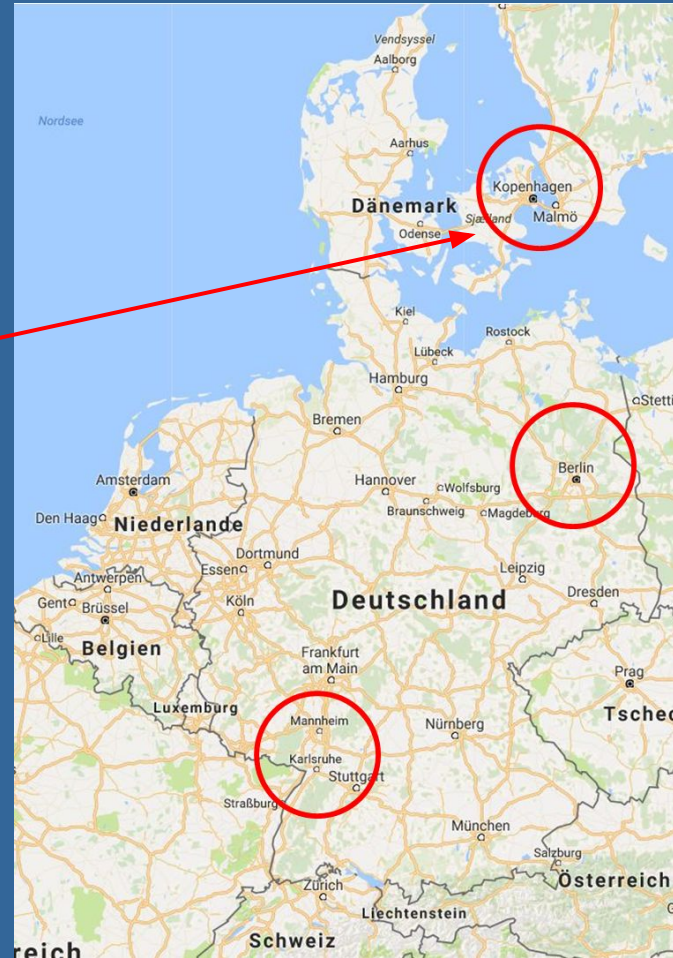 Vendsyssel
Aalborg
Nordsee
Aarhus
Kopenhagen
Dänemark
Sjælland
Malmö
Odense
Kiel
Rostock
Lübeck
Hamburg
Stetti
Bremen
Berlin
Amsterdam
Hannover
Wolfsburg
Braunschweig
Magdeburg
Den Haag
Niederlande
Dortmund
Essen
Leipzig
Antwerpen
Dresden
Gent
Brüssel
Köln
Deutschland
Lille
Belgien
Frankfurt
am Main
Prag
Luxemburg
Mannheim
Nürnberg
Tschec
Karlsruhe
Stuttgart
Straßburg
München
Salzburg
Zürich
Österreich
Liechtenstein
Schweiz
reich